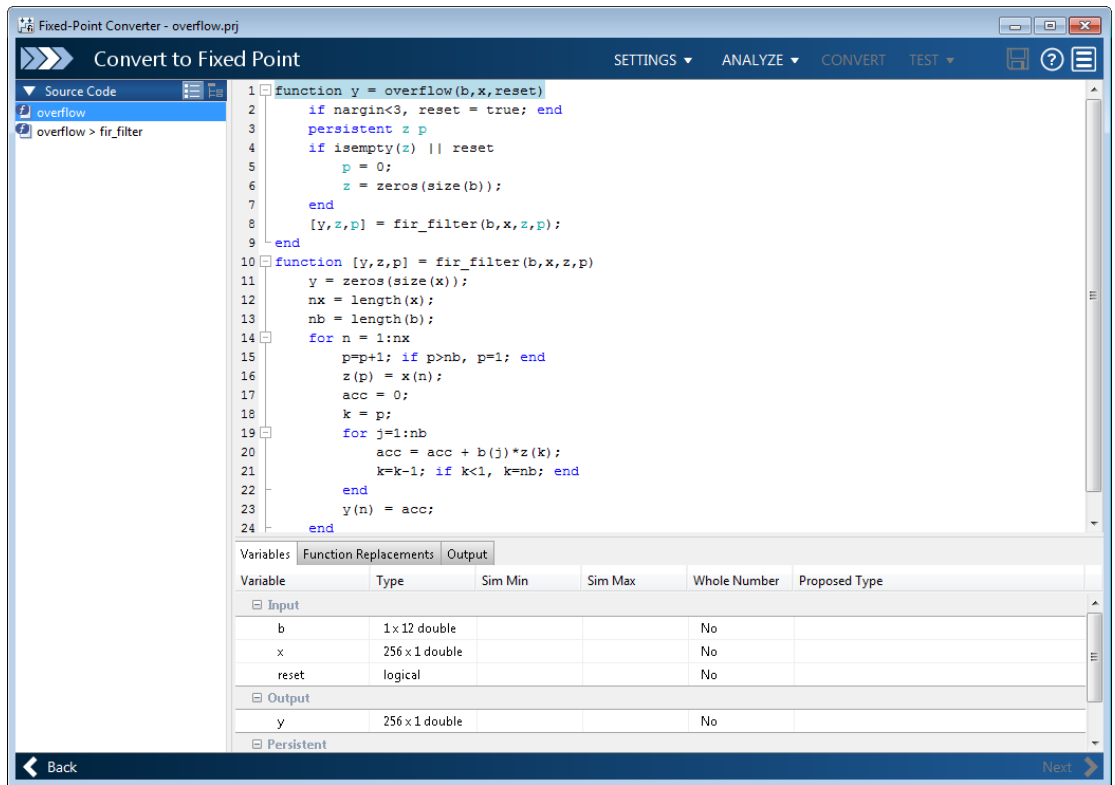 Fixed-Point Converter - overflow.prj
Convert to Fixed Point
SETTINGS ANALYZE CONVERT TEST
Source Code
overflow
overflow > fir_filter
1 function y = overflow(b,x,reset)
2 if nargin<3, reset = true; end
3 persistent z p
4 if isempty(z) || reset
5 p = 0;
6 z = zeros(size(b));
7 end
8 [y,z,p] = fir_filter(b,x,z,p);
9 end
10 function [y,z,p] = fir_filter(b,x,z,p)
11 y = zeros(size(x));
12 nx = length(x);
13 nb = length(b);
14 for n = 1:nx
15 p=p+1; if p>nb, p=1; end
16 z(p) = x(n);
17 acc = 0;
18 k = p;
19 for j=1:nb
20 acc = acc + b(j)*z(k);
21 k=k-1; if k<1, k=nb; end
22 end
23 y(n) = acc;
24 end
Variables Function Replacements Output
Variable Type Sim Min Sim Max Whole Number Proposed Type
Input
b 1 x 12 double No
x 256 x 1 double No
reset logical No
Output
y 256 x 1 double No
Persistent
Back Next